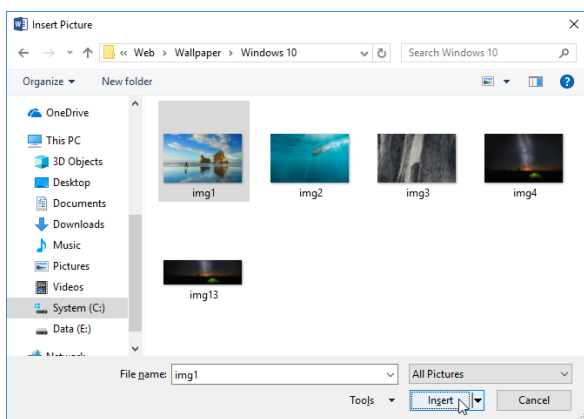 Insert Picture
« Web > Wallpaper > Windows 10
Search Windows 10
Organize
New folder
OneDrive
This PC
3D Objects
Desktop
Documents
Downloads
Music
Pictures
Videos
System (C:)
Data (E:)
Network
img1
img2
img3
img4
img13
File name:
img1
All Pictures
Tools
Insert
Cancel